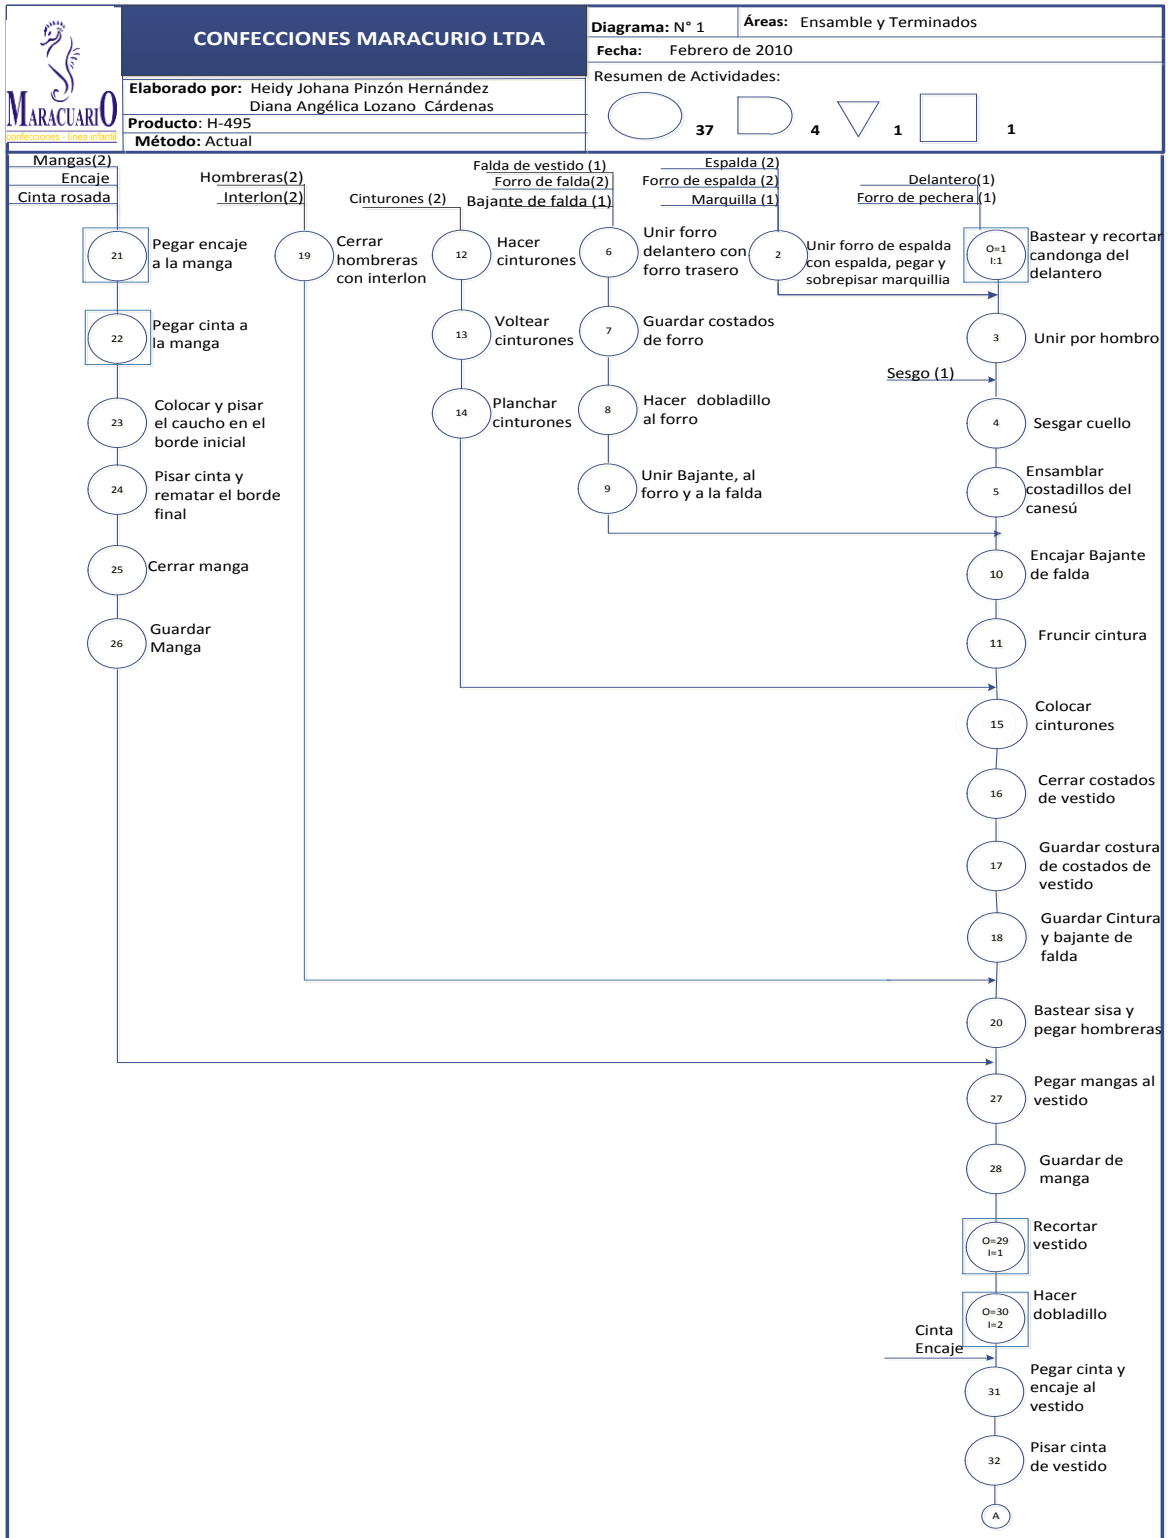 MARACUARIO
confecciones - linea infantil
CONFECCIONES MARACURIO LTDA
Elaborado por: Heidy Johana Pinzón Hernández
Diana Angélica Lozano Cárdenas
Producto: H-495
Método: Actual
Diagrama: N° 1
Áreas: Ensamble y Terminados
Fecha: Febrero de 2010
Resumen de Actividades:
37
4
1
1
Mangas(2)
Encaje
Cinta rosada
21
Pegar encaje
a la manga
22
Pegar cinta a
la manga
23
Colocar y pisar
el caucho en el
borde inicial
24
Pisar cinta y
rematar el borde
final
25
Cerrar manga
26
Guardar
Manga
Hombreras(2)
Interlon(2)
19
Cerrar
hombreras
con interlon
Cinturones (2)
12
Hacer
cinturones
13
Voltear
cinturones
14
Planchar
cinturones
Falda de vestido (1)
Forro de falda(2)
Bajante de falda (1)
6
Unir forro
delantero con
forro trasero
7
Guardar costados
de forro
8
Hacer dobladillo
al forro
9
Unir Bajante, al
forro y a la falda
Espalda (2)
Forro de espalda (2)
Marquilla (1)
2
Unir forro de espalda
con espalda, pegar y
sobrepisar marquillia
Delantero(1)
Forro de pechera (1)
O=1
I:1
Bastear y recortar
candonga del
delantero
3
Unir por hombro
Sesgo (1)
4
Sesgar cuello
5
Ensamblar
costadillos del
canesú
10
Encajar Bajante
de falda
11
Fruncir cintura
15
Colocar
cinturones
16
Cerrar costados
de vestido
17
Guardar costura
de costados de
vestido
18
Guardar Cintura
y bajante de
falda
20
Bastear sisa y
pegar hombreras
27
Pegar mangas al
vestido
28
Guardar de
manga
O=29
I=1
Recortar
vestido
O=30
I=2
Hacer
dobladillo
Cinta
Encaje
31
Pegar cinta y
encaje al
vestido
32
Pisar cinta
de vestido
A